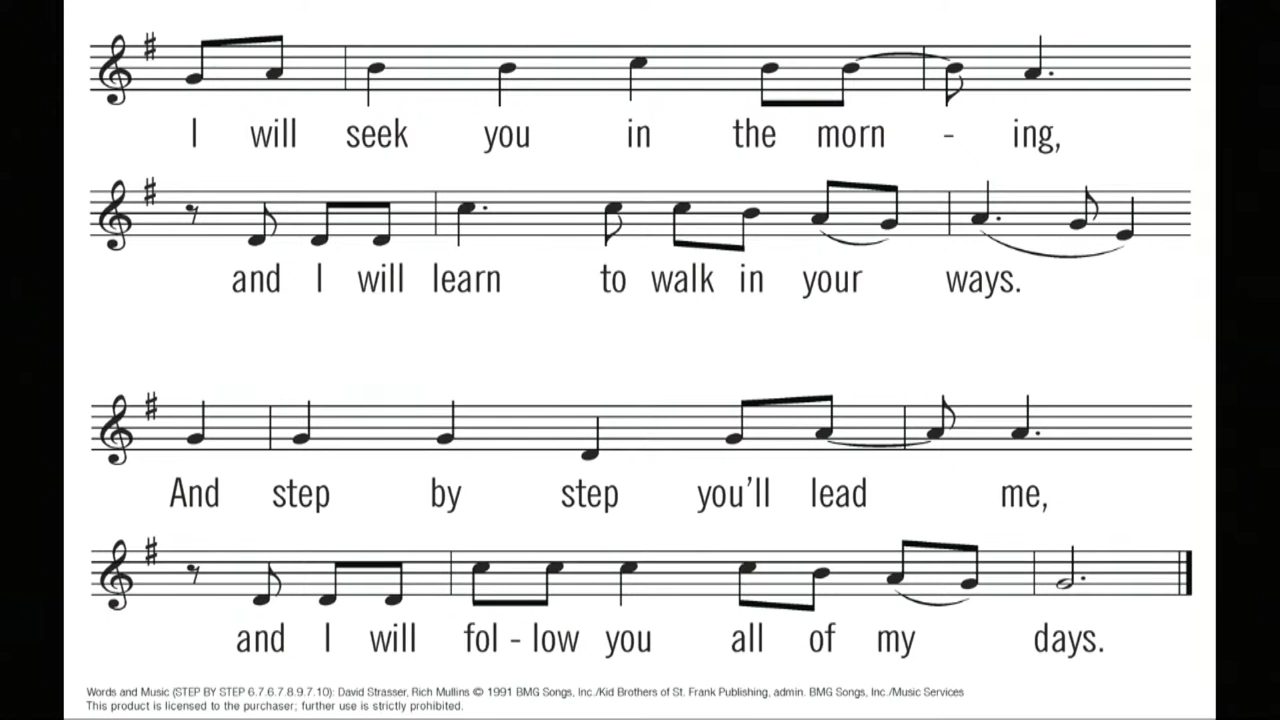 I will seek you in the morn - ing,
and I will learn to walk in your ways.
And step by step you'll lead me,
and I will fol - low you all of my days.
Words and Music (STEP BY STEP 6.7.6.7.8.9.7.10): David Strasser, Rich Mullins © 1991 BMG Songs, Inc./Kid Brothers of St. Frank Publishing, admin. BMG Songs, Inc./Music Services
This product is licensed to the purchaser; further use is strictly prohibited.